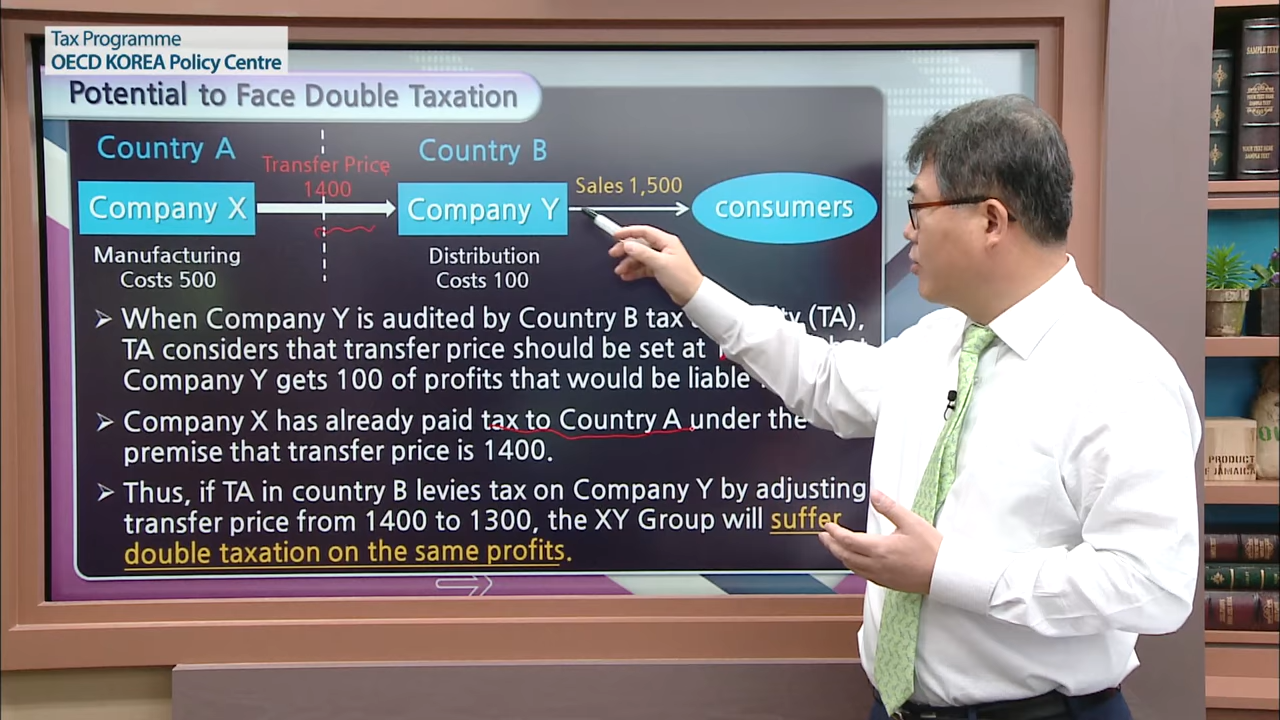 Tax Programme
OECD KOREA Policy Centre
Potential to Face Double Taxation
Country A
Country B
Transfer Price
1400
Sales 1,500
Company X
Company Y
consumers
Manufacturing
Costs 500
Distribution
Costs 100
➤ When Company Y is audited by Country B tax (TA),
TA considers that transfer price should be set at
Company Y gets 100 of profits that would be liable
➤ Company X has already paid tax to Country A under the
premise that transfer price is 1400.
➤ Thus, if TA in country B levies tax on Company Y by adjusting
transfer price from 1400 to 1300, the XY Group will suffer
double taxation on the same profits.
SAMPLE TEXT
PRODUCT
JAMAICA